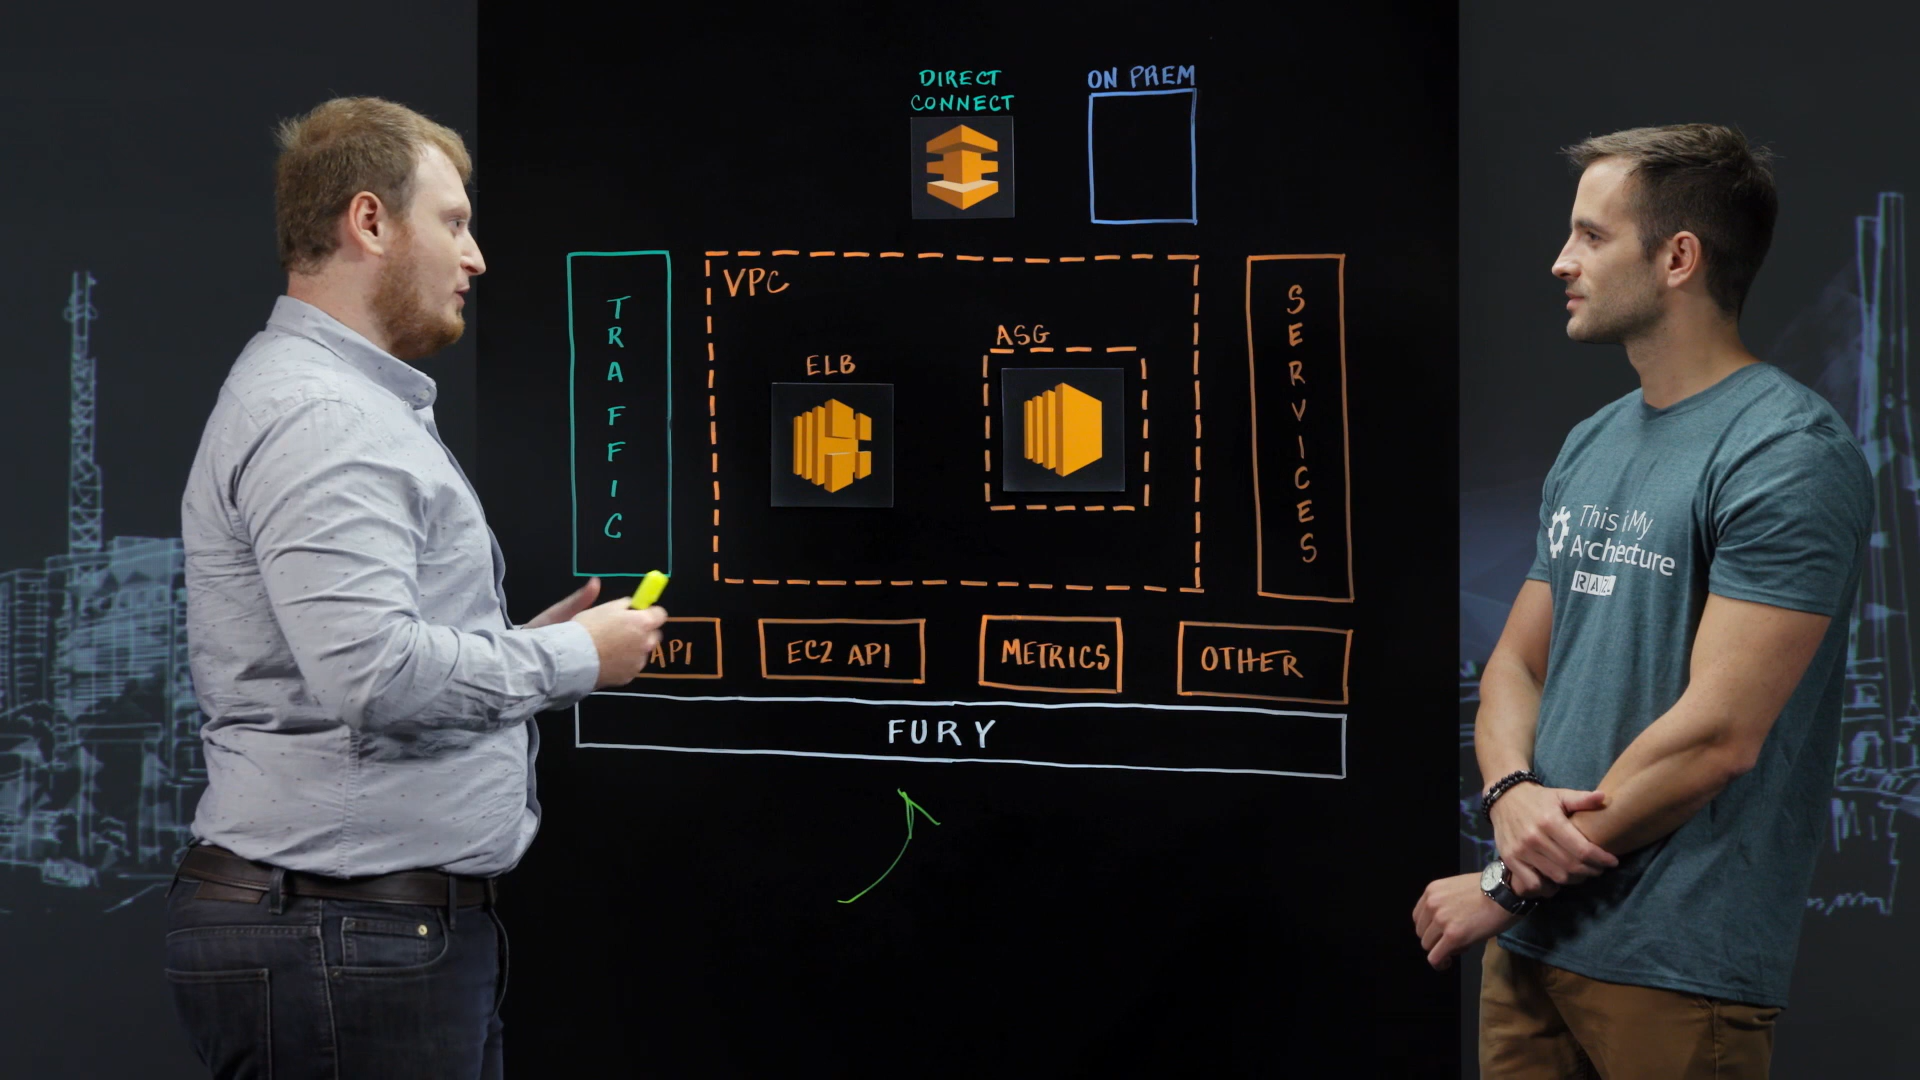 DIRECT
CONNECT
ON PREM
TRAFFIC
VPC
ELB
ASG
SERVICES
API
EC2 API
METRICS
OTHER
FURY
This is My
Architecture